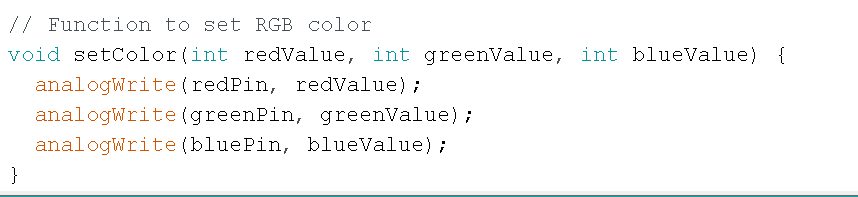 // Function to set RGB color
void setColor(int redValue, int greenValue, int blueValue) {
  analogWrite(redPin, redValue);
  analogWrite(greenPin, greenValue);
  analogWrite(bluePin, blueValue);
}